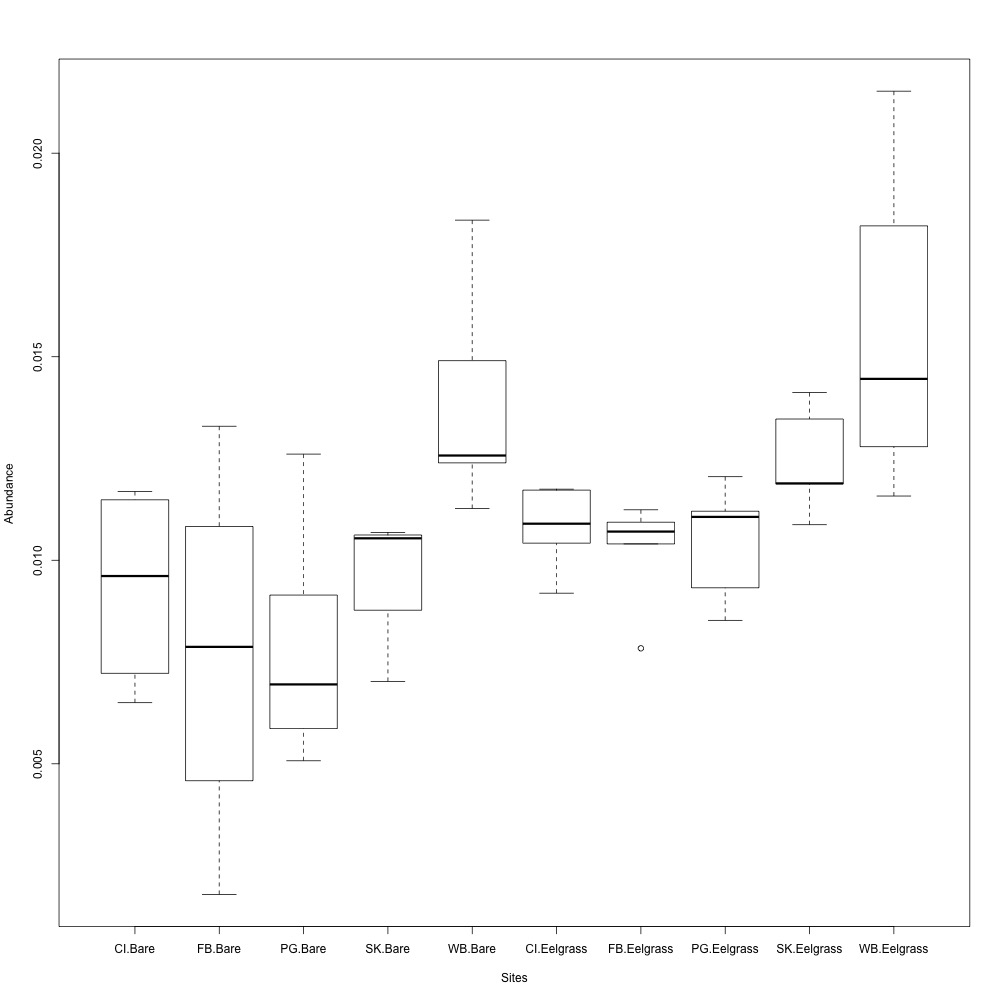 Abundance
0.020
0.015
0.010
0.005
CI.Bare FB.Bare PG.Bare SK.Bare WB.Bare CI.Eelgrass FB.Eelgrass PG.Eelgrass SK.Eelgrass WB.Eelgrass
Sites